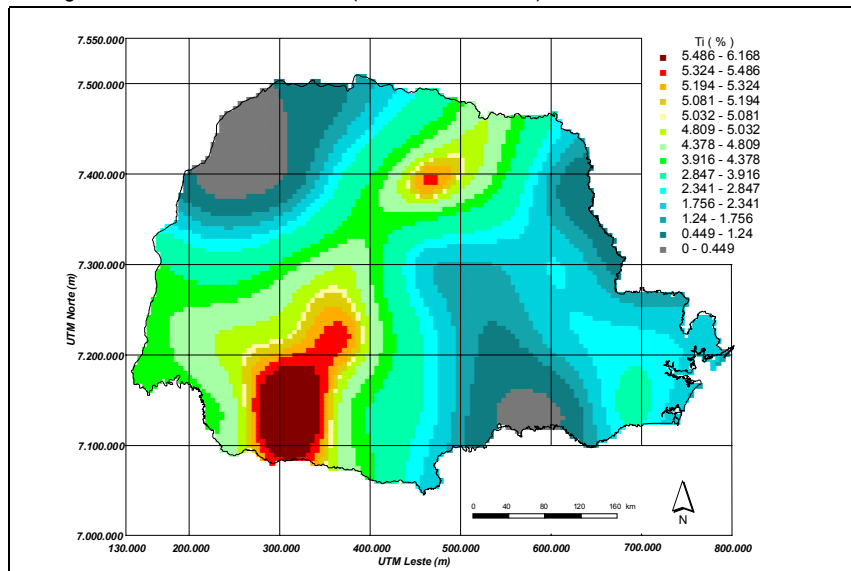 7.550.000
Ti ( % )
5.486 - 6.168
7.500.000
5.324 - 5.486
5.194 - 5.324
5.081 - 5.194
5.032 - 5.081
4.809 - 5.032
4.378 - 4.809
7.400.000
3.916 - 4.378
2.847 - 3.916
2.341 - 2.847
1.756 - 2.341
1.24 - 1.756
0.449 - 1.24
0 - 0.449
7.300.000
UTM Norte (m)
7.200.000
7.100.000
0 40 80 120 160 km
N
7.000.000
130.000 200.000 300.000 400.000 500.000 600.000 700.000 800.000
UTM Leste (m)